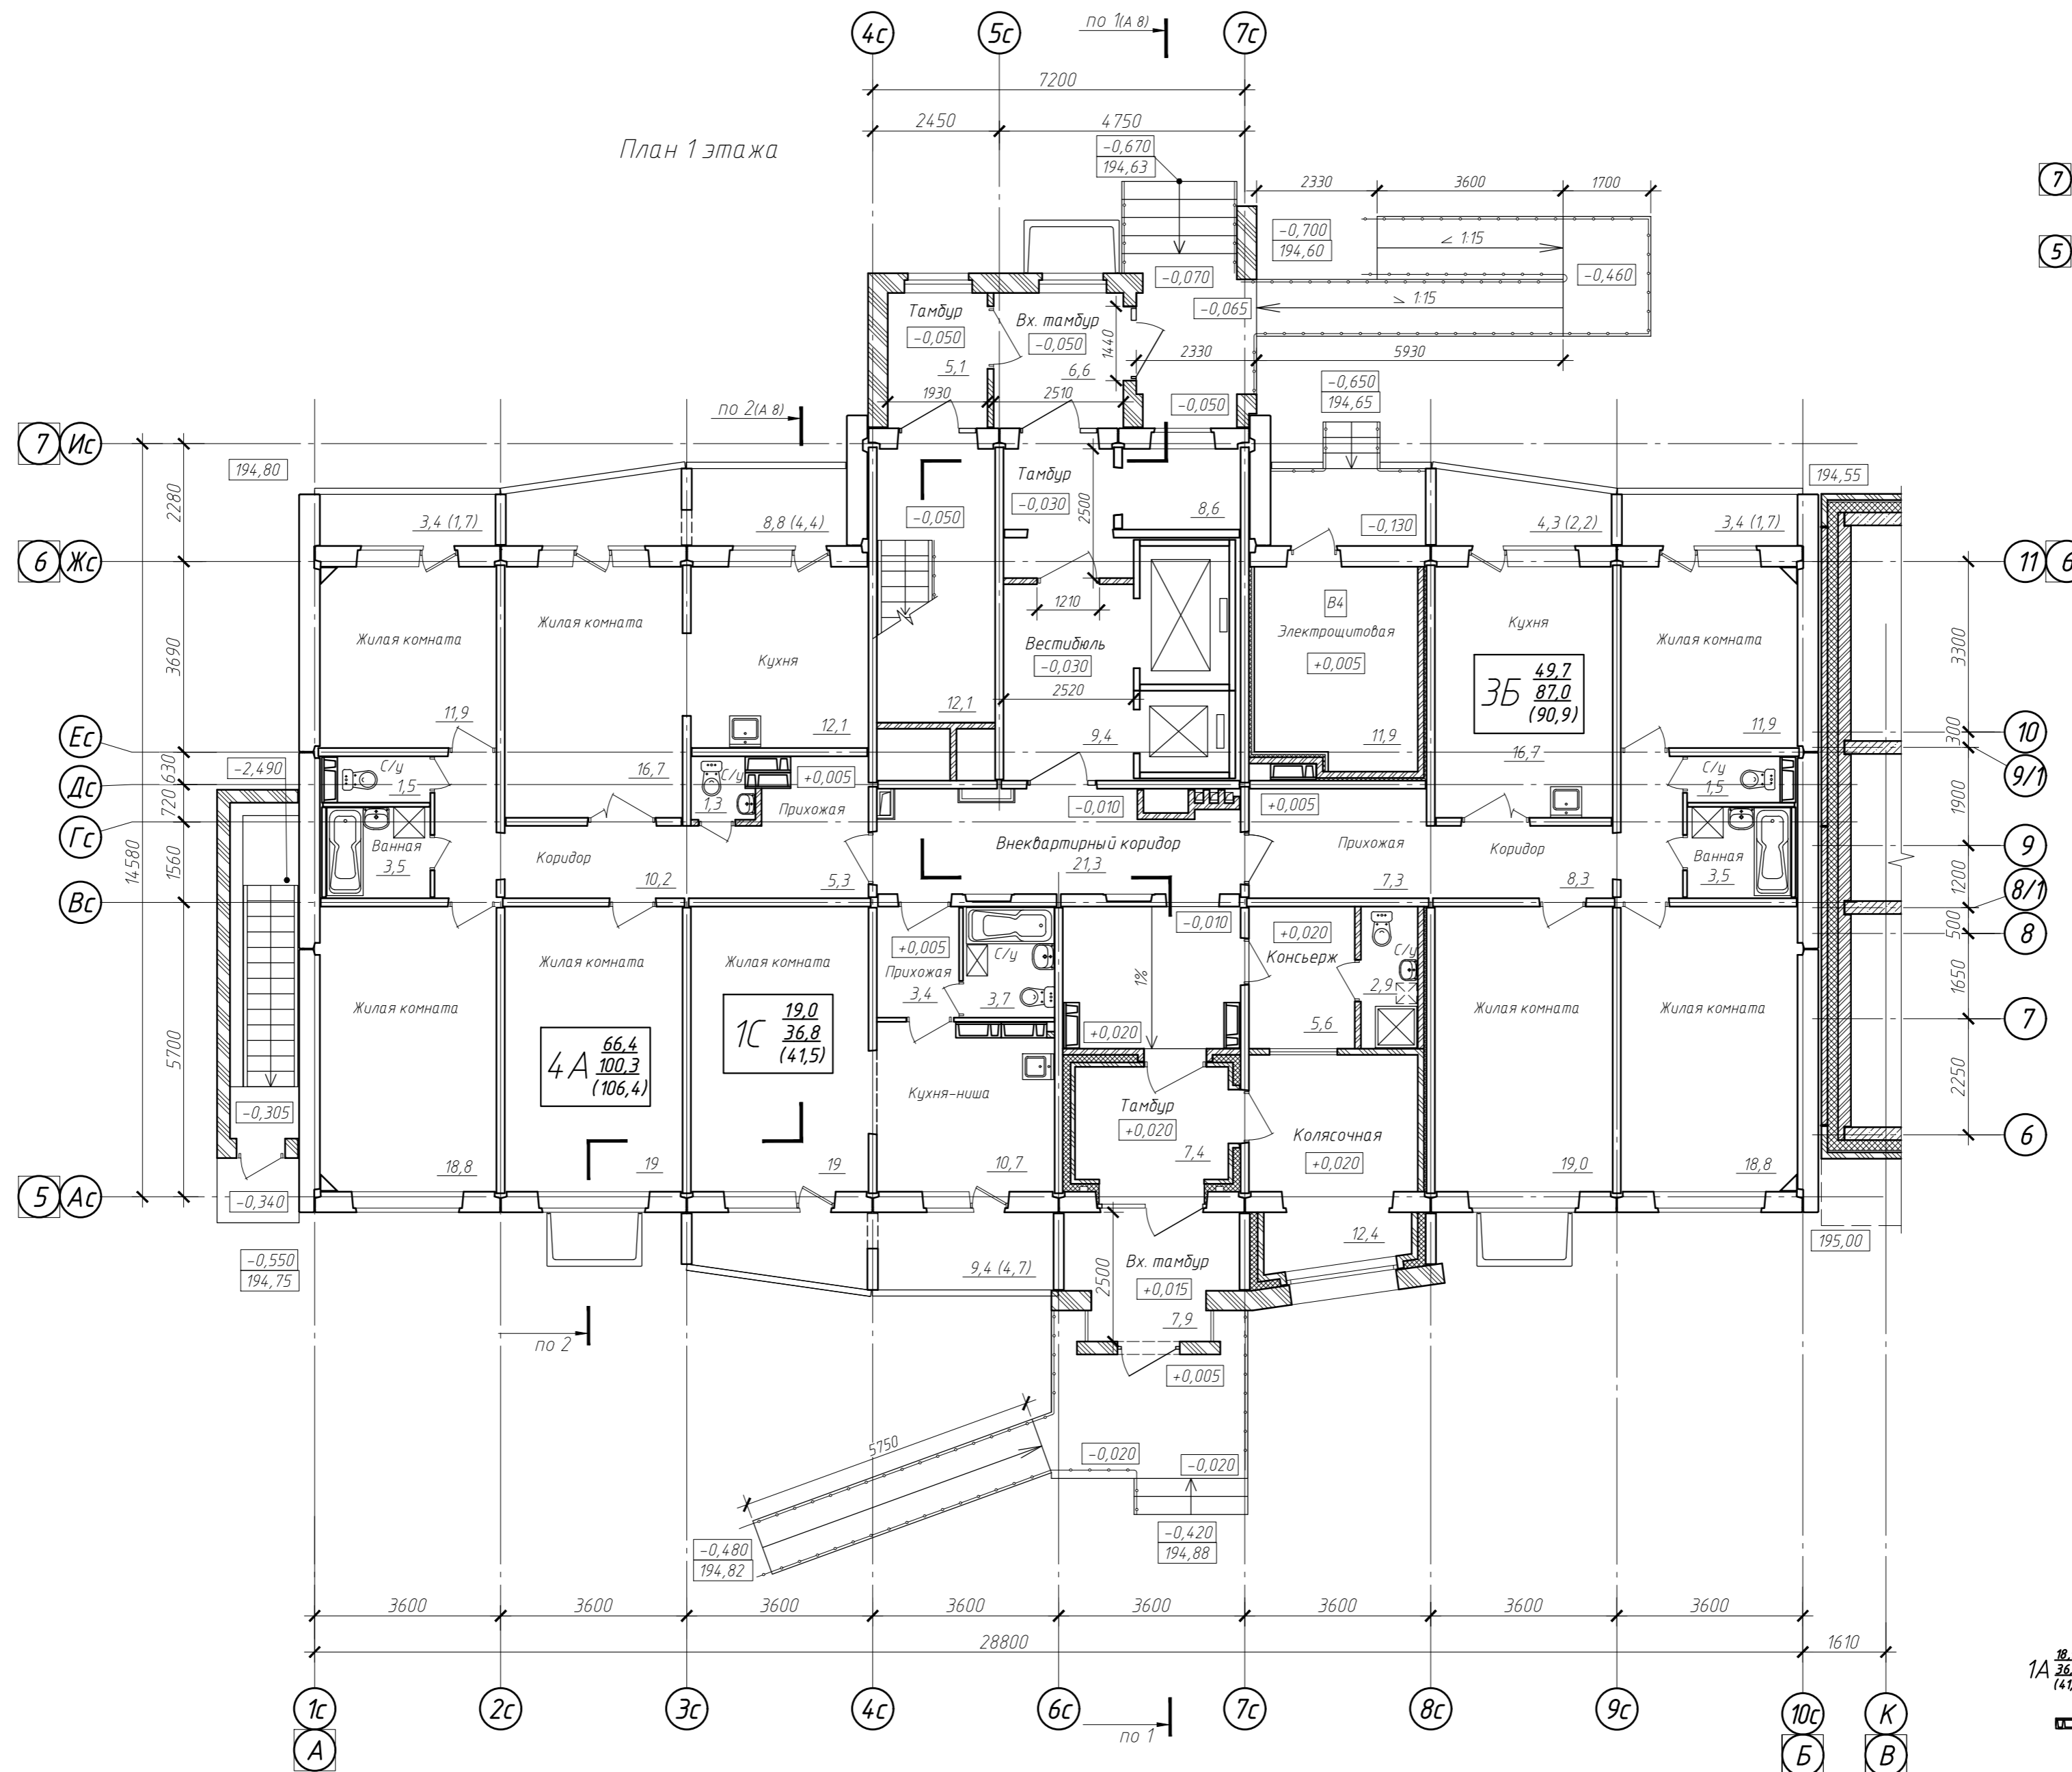 4с 5с по 1(А 8) 7с
7200
2450 4750
План 1 этажа
-0,670
194,63
2330 3600 1700
7
-0,700
194,60
∠ 1:15
5
-0,070 -0,460
-0,065 1:15
Тамбур Вх. тамбур
-0,050 -0,050
1440
2330 5930
5,1 6,6
1930 2510
-0,650
194,65
-0,050
по 2(А 8)
7 Ис
194,80 194,55
Тамбур
-0,030
2280
2500
3,4 (1,7) 8,8 (4,4) -0,050 8,6 -0,130 4,3 (2,2) 3,4 (1,7)
6 Жс 11 6
1210 В4
Жилая комната Жилая комната Кухня Вестибюль Электрощитовая Кухня Жилая комната
-0,030 +0,005
3690 3300
2520
3Б 49,7
87,0
(90,9)
11,9 12,1 12,1 9,4 11,9 16,7 11,9
Ес 300 10
630
-2,490 С/у 1,5 16,7 С/у 1,3 +0,005 С/у 1,5
Дс 9/1
720 1900
Прихожая -0,010 +0,005
Гс 9
14580 1560
Ванная 3,5 Коридор 10,2 5,3 Внеквартирный коридор 21,3 Прихожая 7,3 Коридор 8,3 Ванная 3,5
1200 8/1
Вс
500 8
-0,010
+0,005 С/у +0,020
Прихожая Консьерж С/у
3,4 3,7 2,9
Жилая комната Жилая комната Жилая комната Жилая комната Жилая комната
1%
1650
7
1С 19,0
36,8
(41,5)
+0,020 5,6
4А 66,4
100,3
(106,4)
5700 2250
Кухня-ниша Тамбур
+0,020
-0,305
Колясочная
+0,020
6
18,8 19 19 10,7 7,4 19,0 18,8
5 Ас
-0,340
195,00
-0,550
194,75
12,4
9,4 (4,7) 2500 Вх. тамбур
+0,015
7,9
по 2
+0,005
5750
-0,020 -0,020
-0,480
194,82
-0,420
194,88
3600 3600 3600 3600 3600 3600 3600 3600
28800 1610
1А
1с 2с 3с 4с 6с 7с 8с 9с 10с К
по 1
А Б В